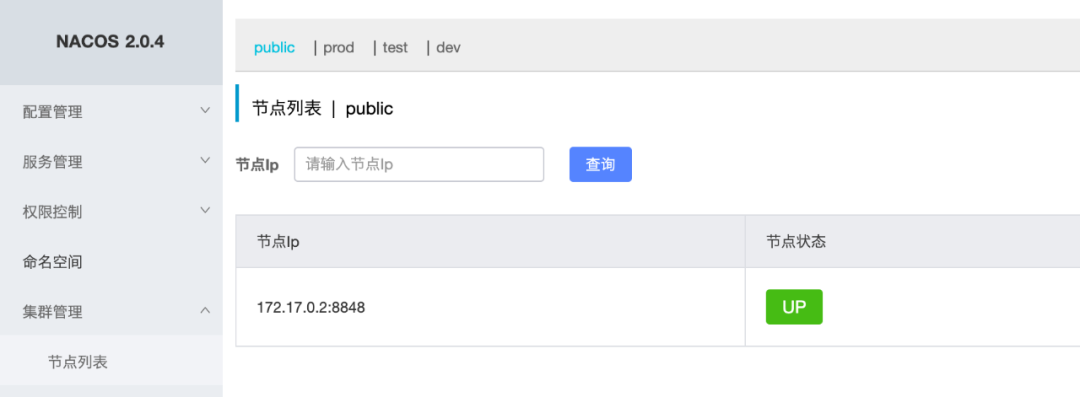 NACOS 2.0.4
配置管理
服务管理
权限控制
命名空间
集群管理
节点列表
public | prod | test | dev
节点列表 | public
节点Ip 请输入节点Ip 查询
节点Ip 节点状态
172.17.0.2:8848 UP